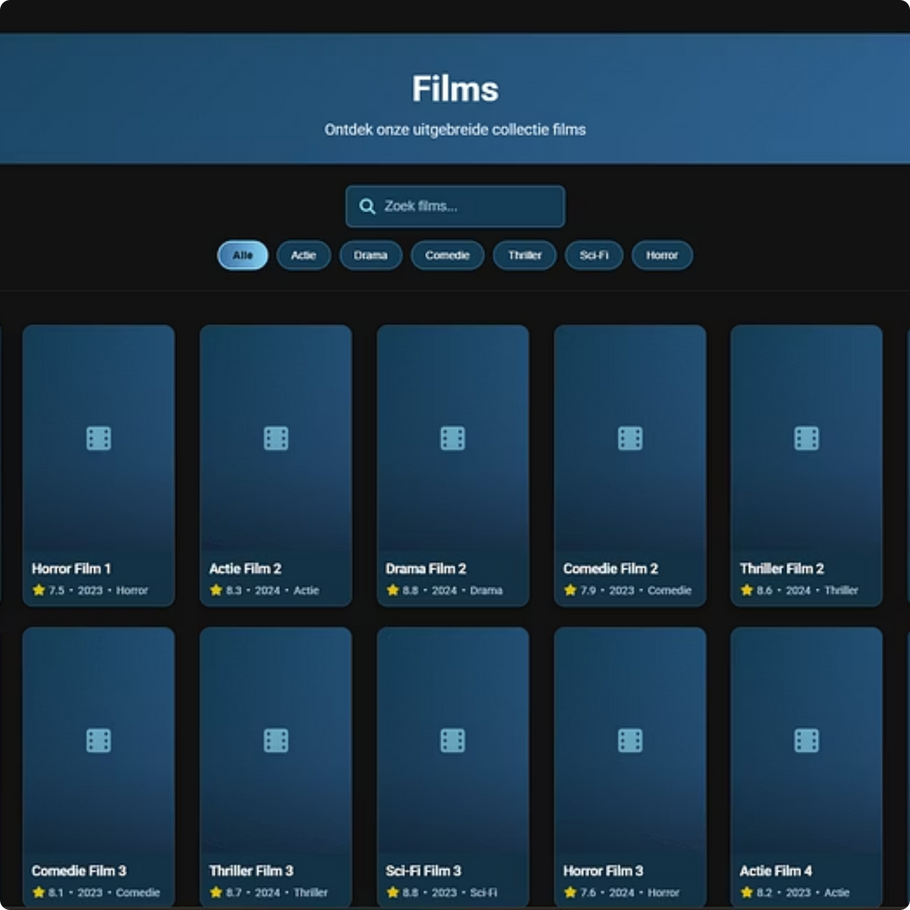 Films
Ontdek onze uitgebreide collectie films
Zoek films...
Alle Actie Drama Comedie Thriller Sci-Fi Horror
Horror Film 1 Actie Film 2 Drama Film 2 Comedie Film 2 Thriller Film 2
7.5 • 2023 • Horror 8.3 • 2024 • Actie 8.8 • 2024 • Drama 7.9 • 2023 • Comedie 8.6 • 2024 • Thriller
Comedie Film 3 Thriller Film 3 Sci-Fi Film 3 Horror Film 3 Actie Film 4
8.1 • 2023 • Comedie 8.7 • 2024 • Thriller 8.8 • 2023 • Sci-Fi 7.6 • 2024 • Horror 8.2 • 2023 • Actie